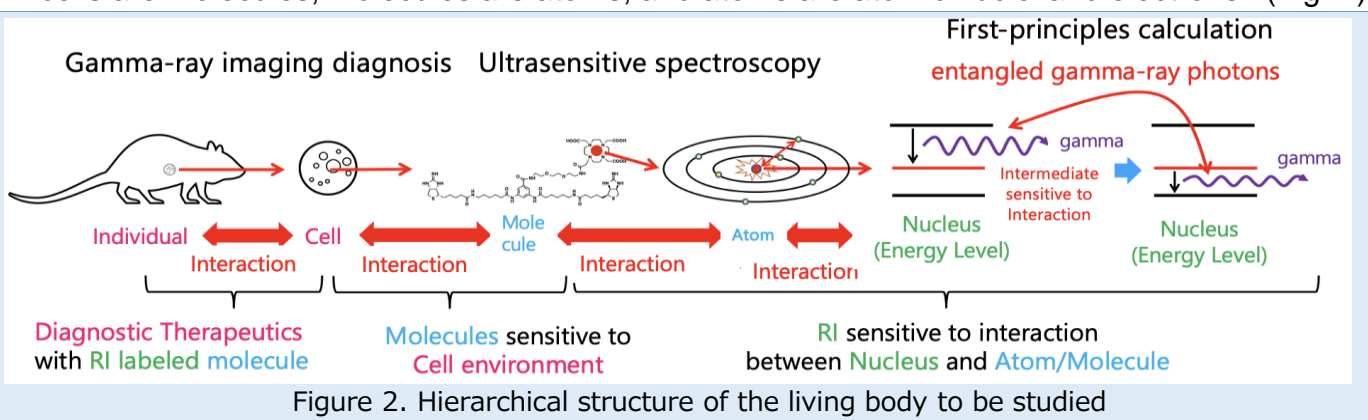 First-principles calculation
Gamma-ray imaging diagnosis Ultrasensitive spectroscopy
entangled gamma-ray photons
HOOC COOH
COOH
gamma
gamma
Intermediate
sensitive to
Interaction
Individual
Cell
Mole
cule
Atom
Nucleus
(Energy Level)
Nucleus
(Energy Level)
Interaction
Interaction
Interaction
Interaction
Diagnostic Therapeutics
with RI labeled molecule
Molecules sensitive to
Cell environment
RI sensitive to interaction
between Nucleus and Atom/Molecule
Figure 2. Hierarchical structure of the living body to be studied